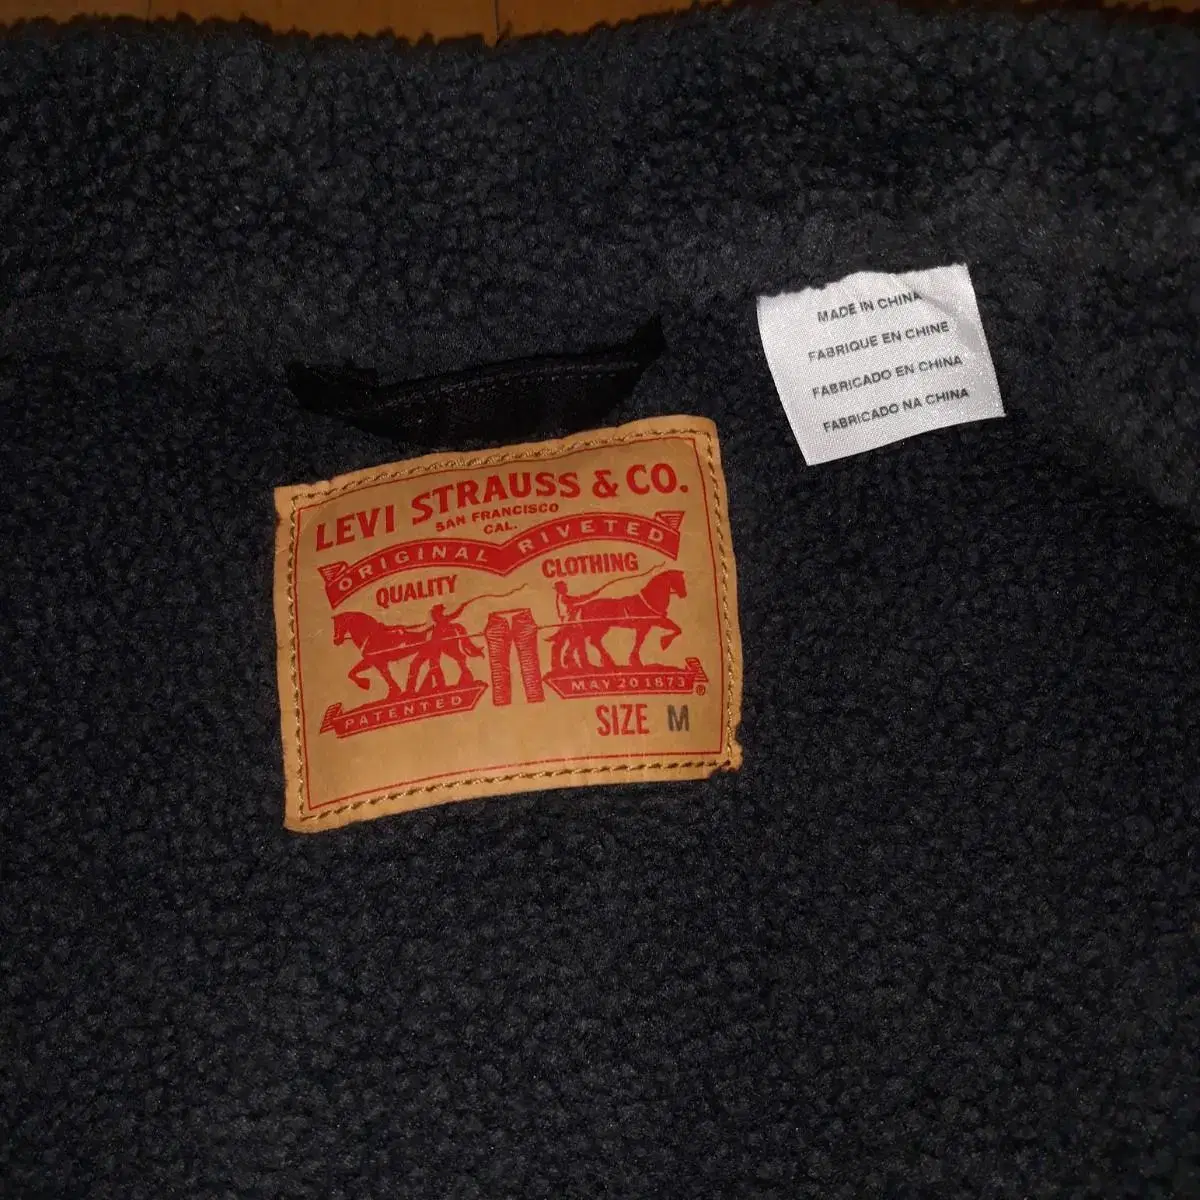 MADE IN CHINA
FABRIQUE EN CHINE
FABRICADO EN CHINA
FABRICADO NA CHINA
LEVI STRAUSS & CO.
SAN FRANCISCO
CAL.
ORIGINAL RIVETED
QUALITY CLOTHING
PATENTED MAY 20 1873 ®
SIZE M